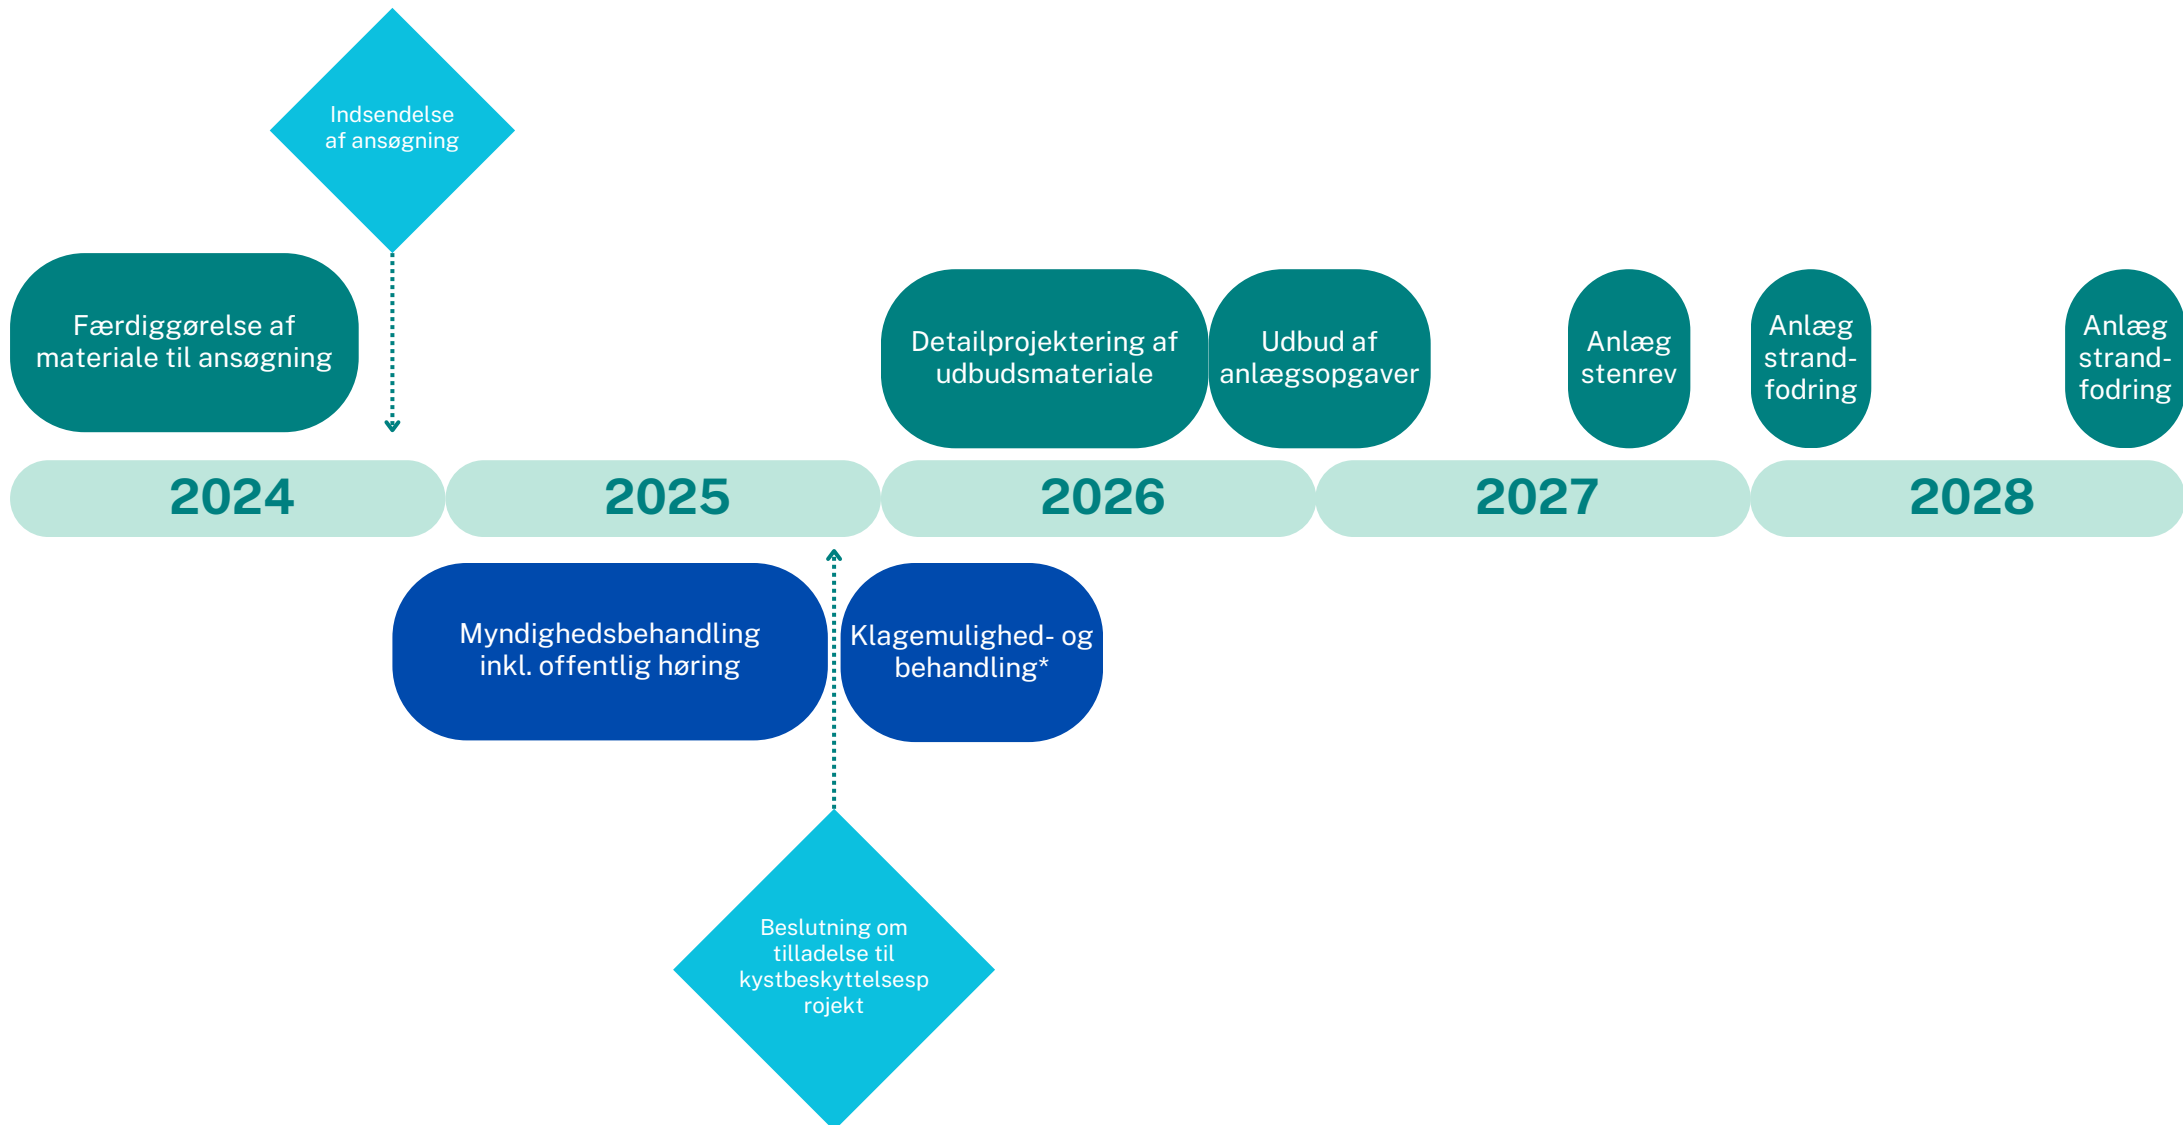 Indsendelse
af ansøgning
Færdiggørelse af
materiale til ansøgning
Detailprojektering af
udbudsmateriale
Udbud af
anlægsopgaver
Anlæg
stenrev
Anlæg
strand-
fodring
Anlæg
strand-
fodring
2024
2025
2026
2027
2028
Myndighedsbehandling
inkl. offentlig høring
Klagemulighed- og
behandling*
Beslutning om
tilladelse til
kystbeskyttelsesp
rojekt